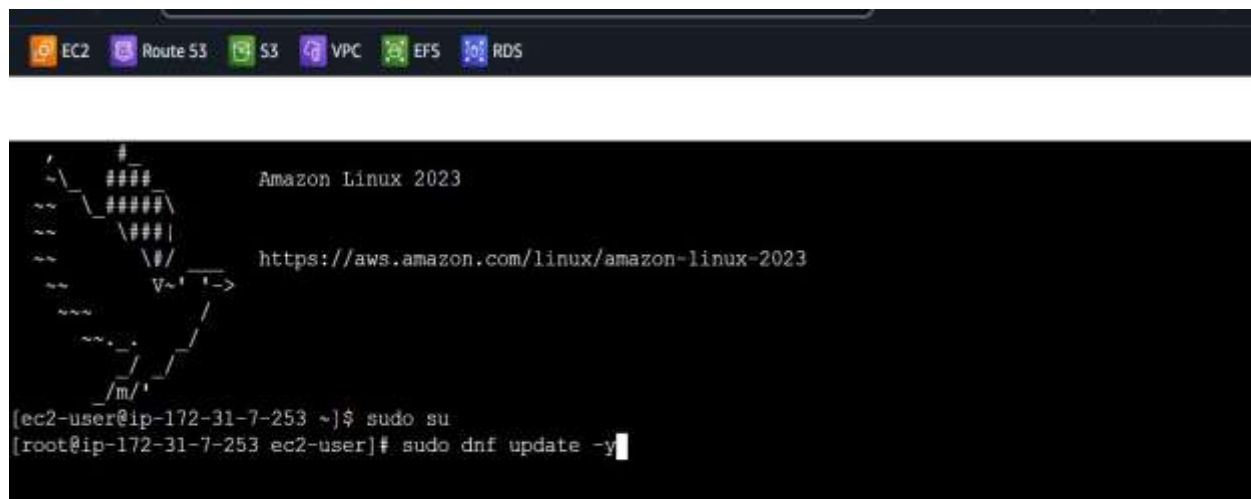 EC2 Route 53 S3 VPC EFS RDS
      ,     #_
   ~\_  ####_        Amazon Linux 2023
  ~~  \_#####\
  ~~     \###|
  ~~       \#/ ___   https://aws.amazon.com/linux/amazon-linux-2023
   ~~       V~' '->
    ~~~         /
      ~~._.   _/
         _/ _/
       _/m/'
[ec2-user@ip-172-31-7-253 ~]$ sudo su
[root@ip-172-31-7-253 ec2-user]# sudo dnf update -y